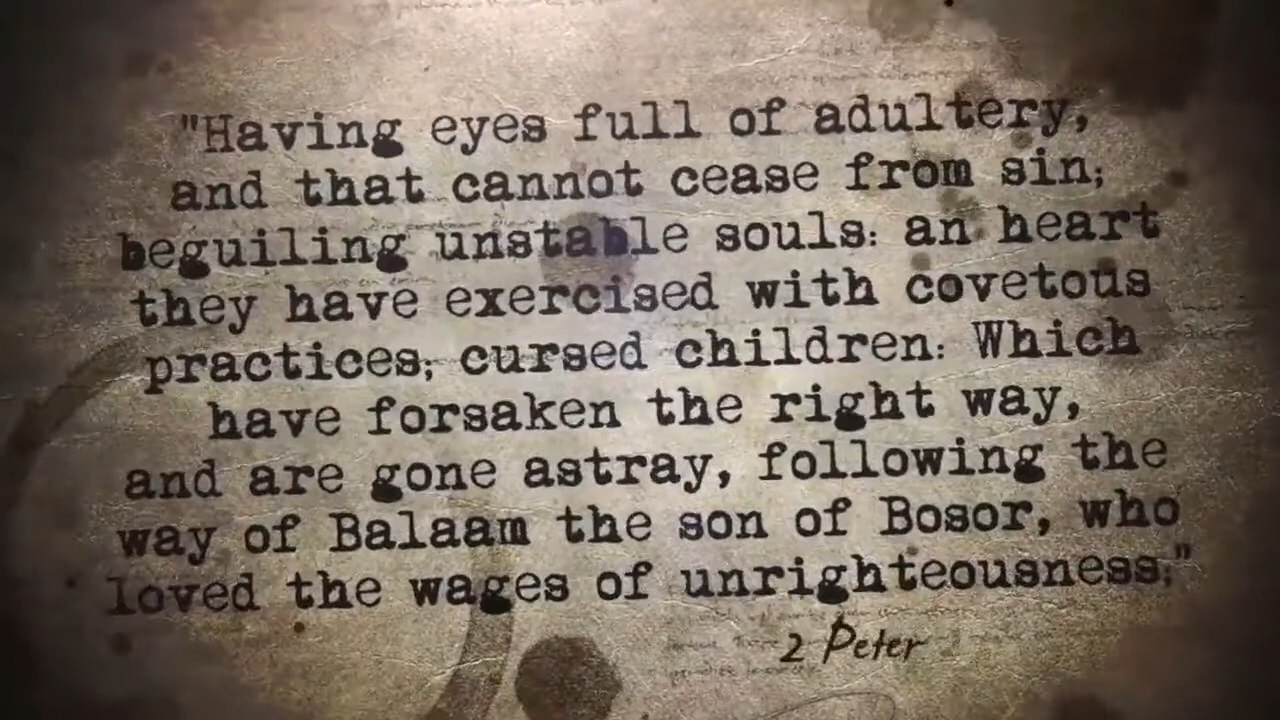 "Having eyes full of adultery,
and that cannot cease from sin;
beguiling unstable souls: an heart
they have exercised with covetous
practices; cursed children: Which
have forsaken the right way,
and are gone astray, following the
way of Balaam the son of Bosor, who
loved the wages of unrighteousness."
2 Peter